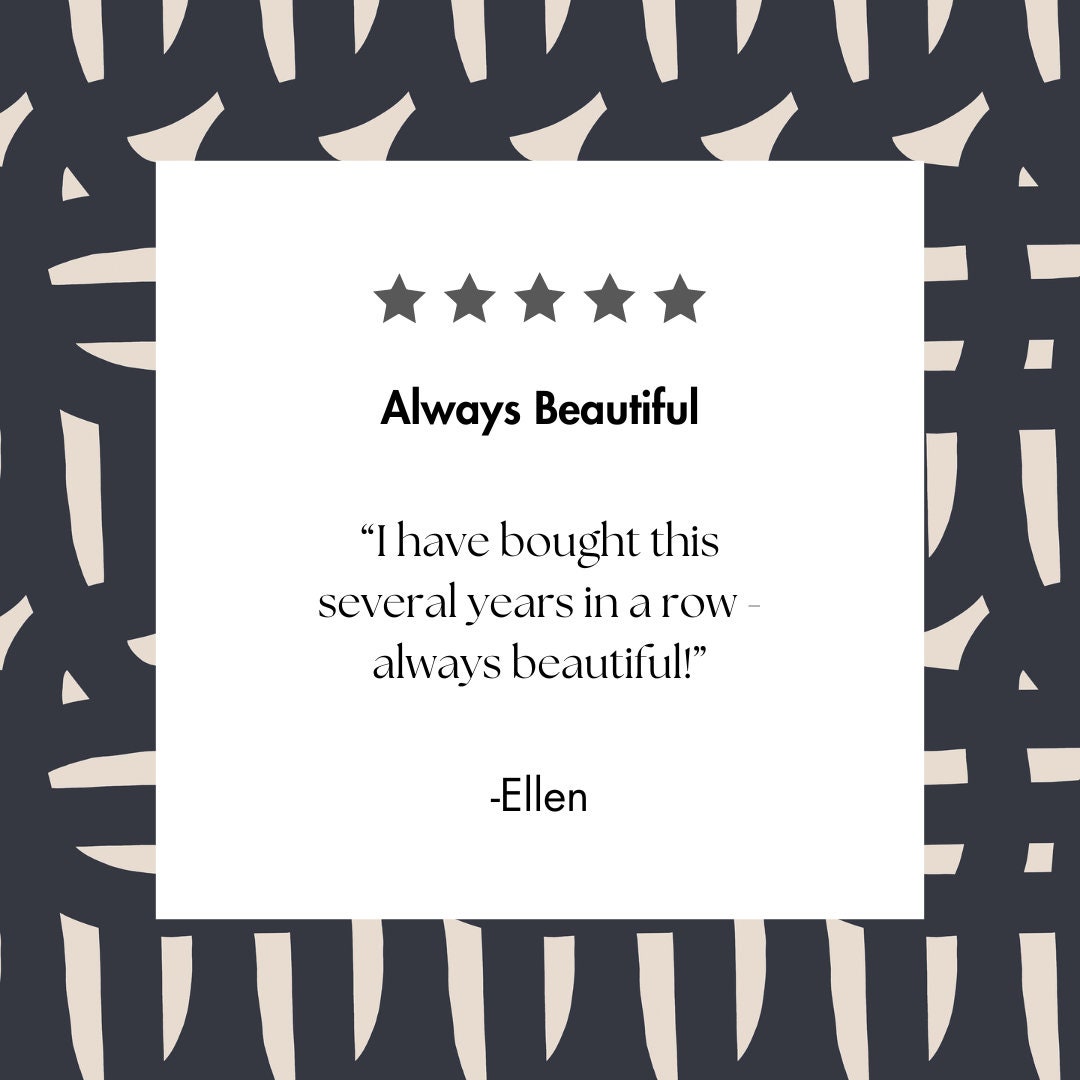 Always Beautiful
“I have bought this
several years in a row -
always beautiful!”
-Ellen